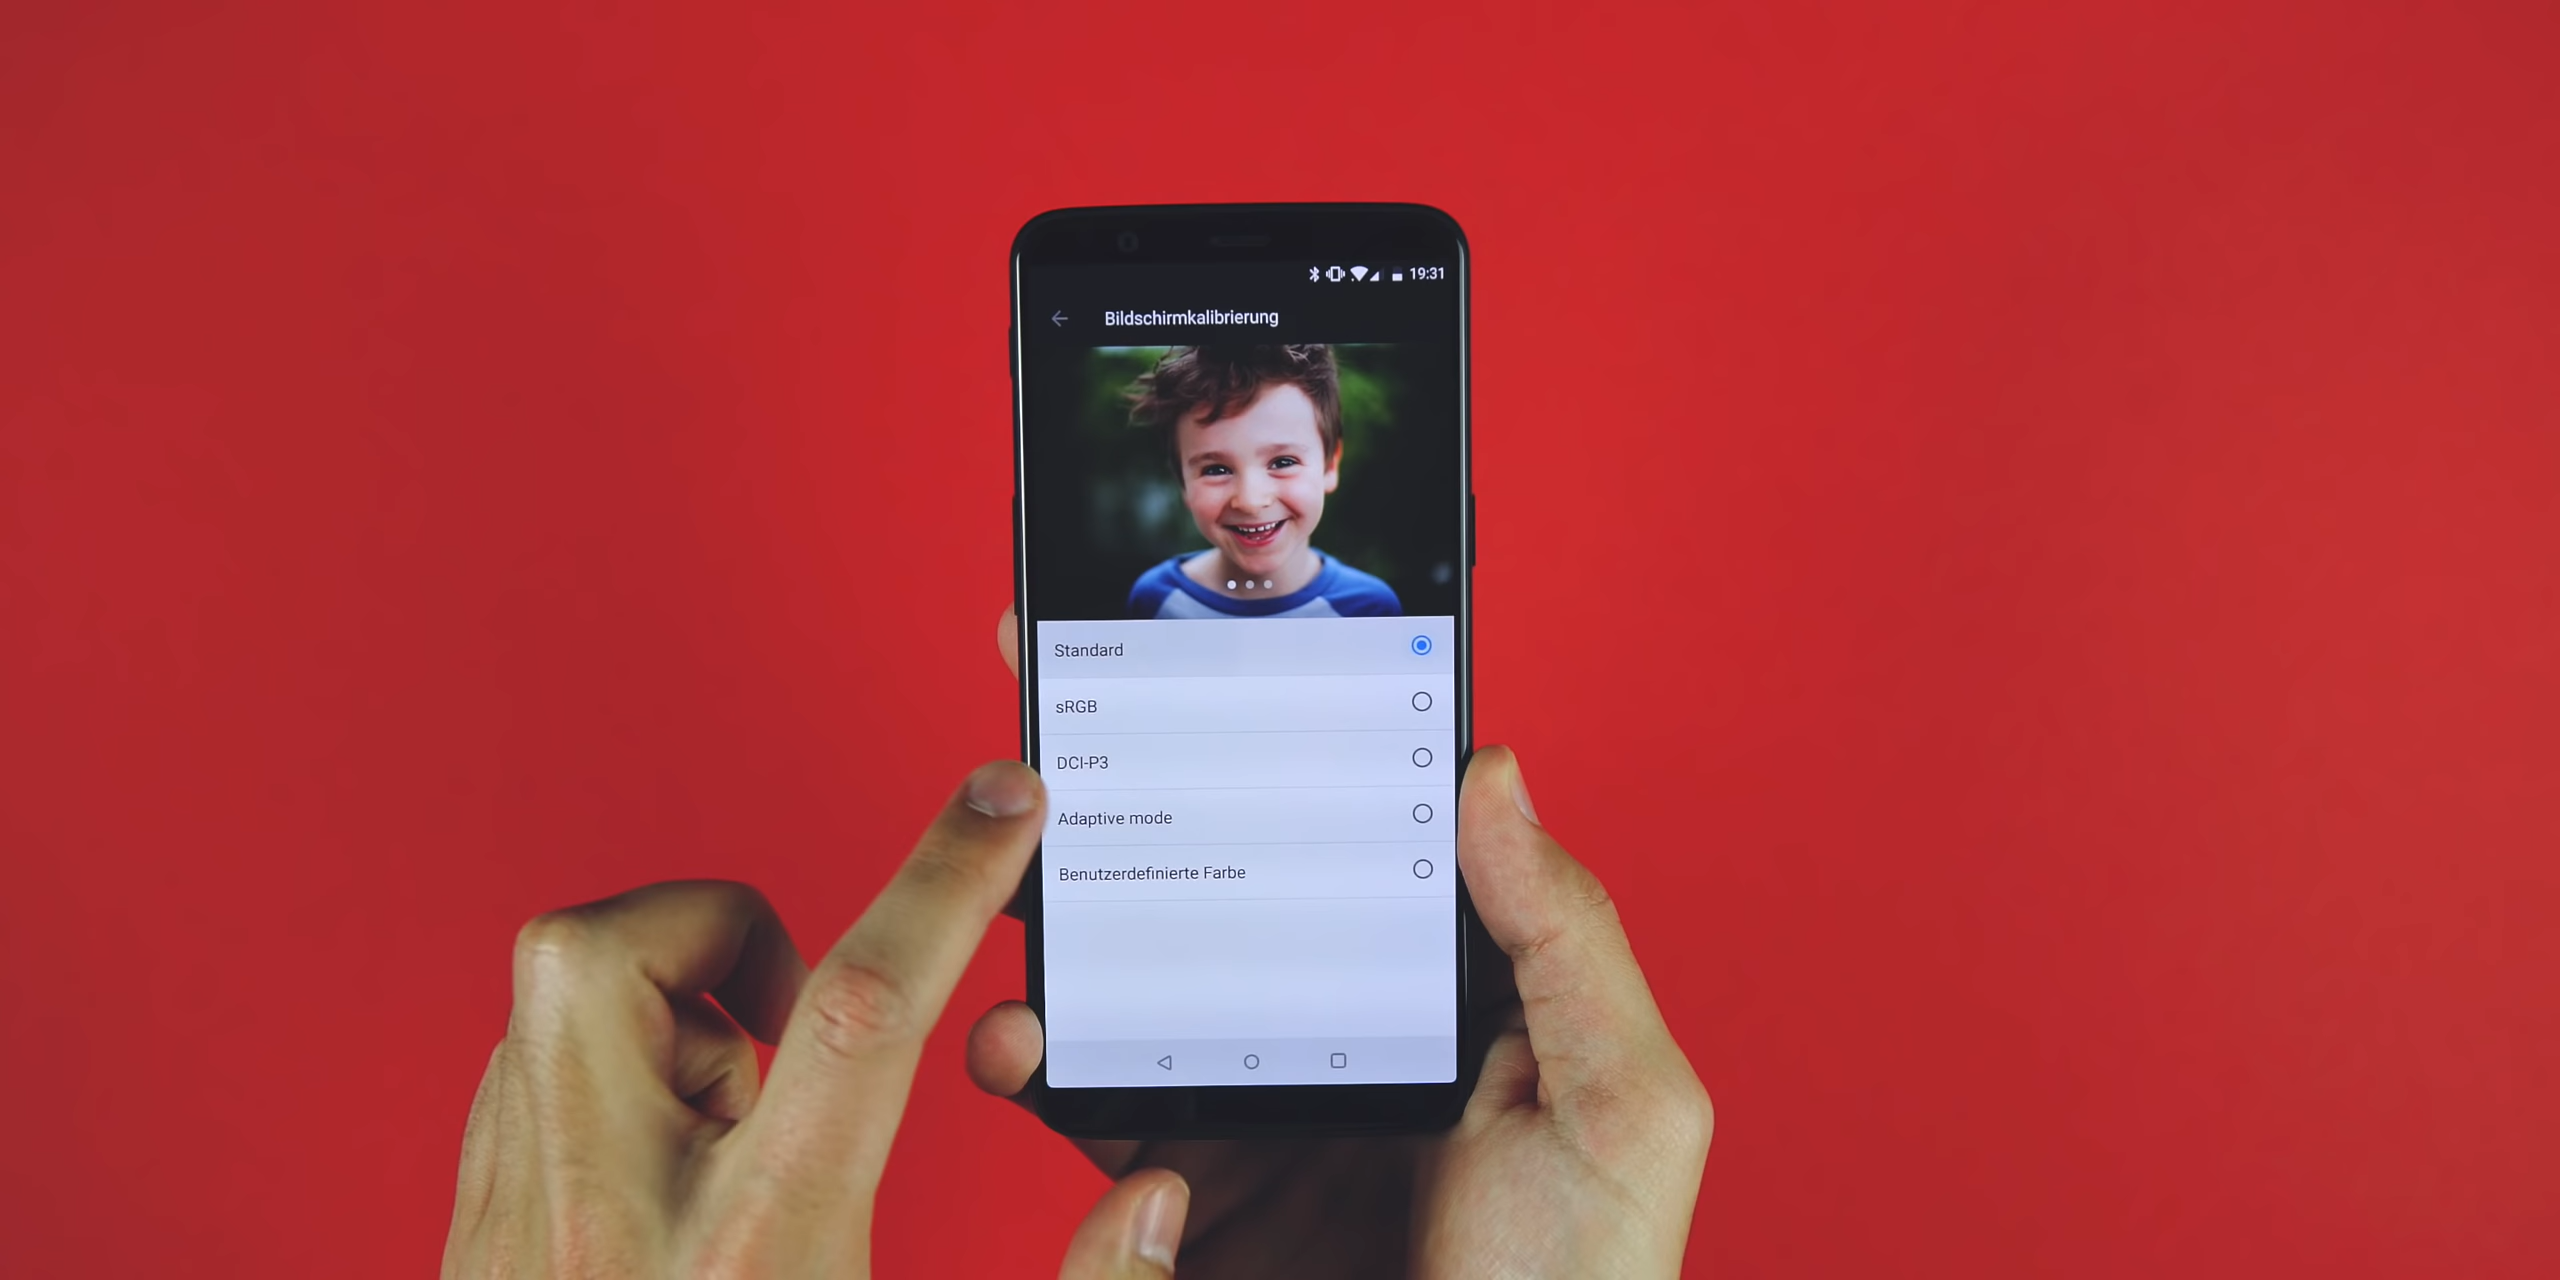 19:31
Bildschirmkalibrierung
Standard
sRGB
DCI-P3
Adaptive mode
Benutzerdefinierte Farbe